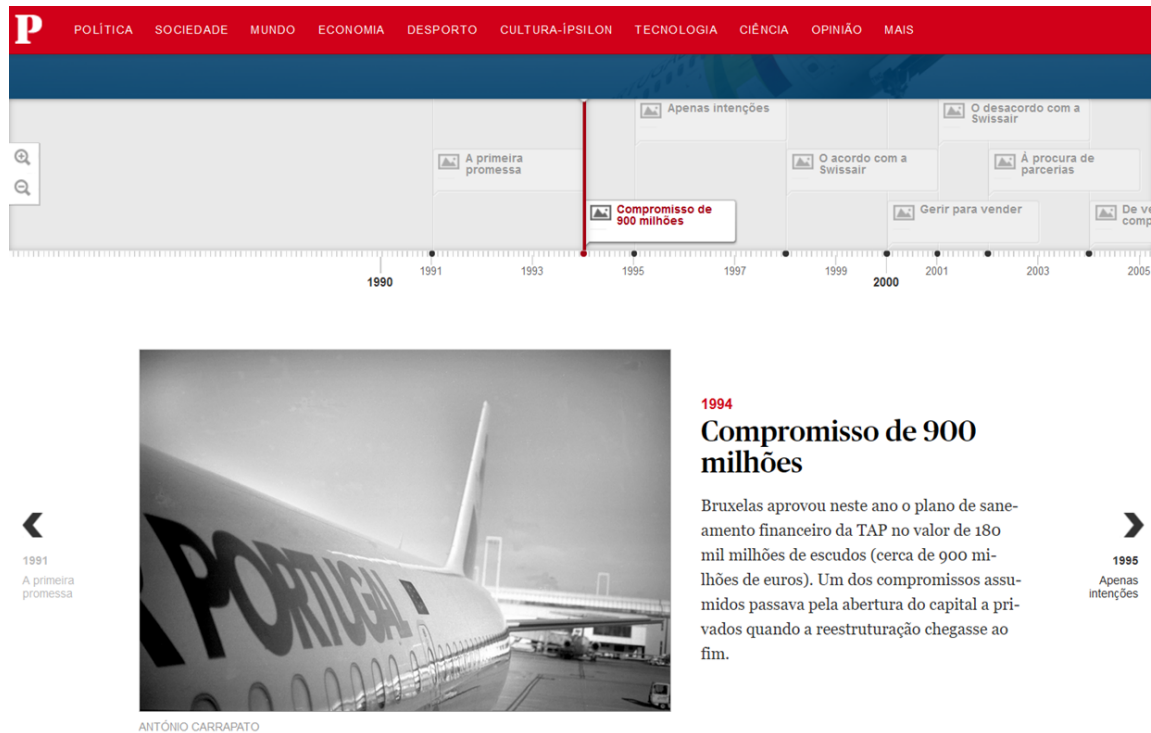 P
POLÍTICA SOCIEDADE MUNDO ECONOMIA DESPORTO CULTURA-ÍPSILON TECNOLOGIA CIÊNCIA OPINIÃO MAIS
Apenas intenções
O desacordo com a
Swissair
A primeira
promessa
O acordo com a
Swissair
À procura de
parcerias
Compromisso de
900 milhões
Gerir para vender
De
comp
1990
1991
1993
1995
1997
1999
2000
2001
2003
2005
PORTUGAL
ANTÓNIO CARRAPATO
1994
Compromisso de 900
milhões
Bruxelas aprovou neste ano o plano de sane-
amento financeiro da TAP no valor de 180
mil milhões de escudos (cerca de 900 mi-
lhões de euros). Um dos compromissos assu-
midos passava pela abertura do capital a pri-
vados quando a reestruturação chegasse ao
fim.
1991
A primeira
promessa
1995
Apenas
intenções